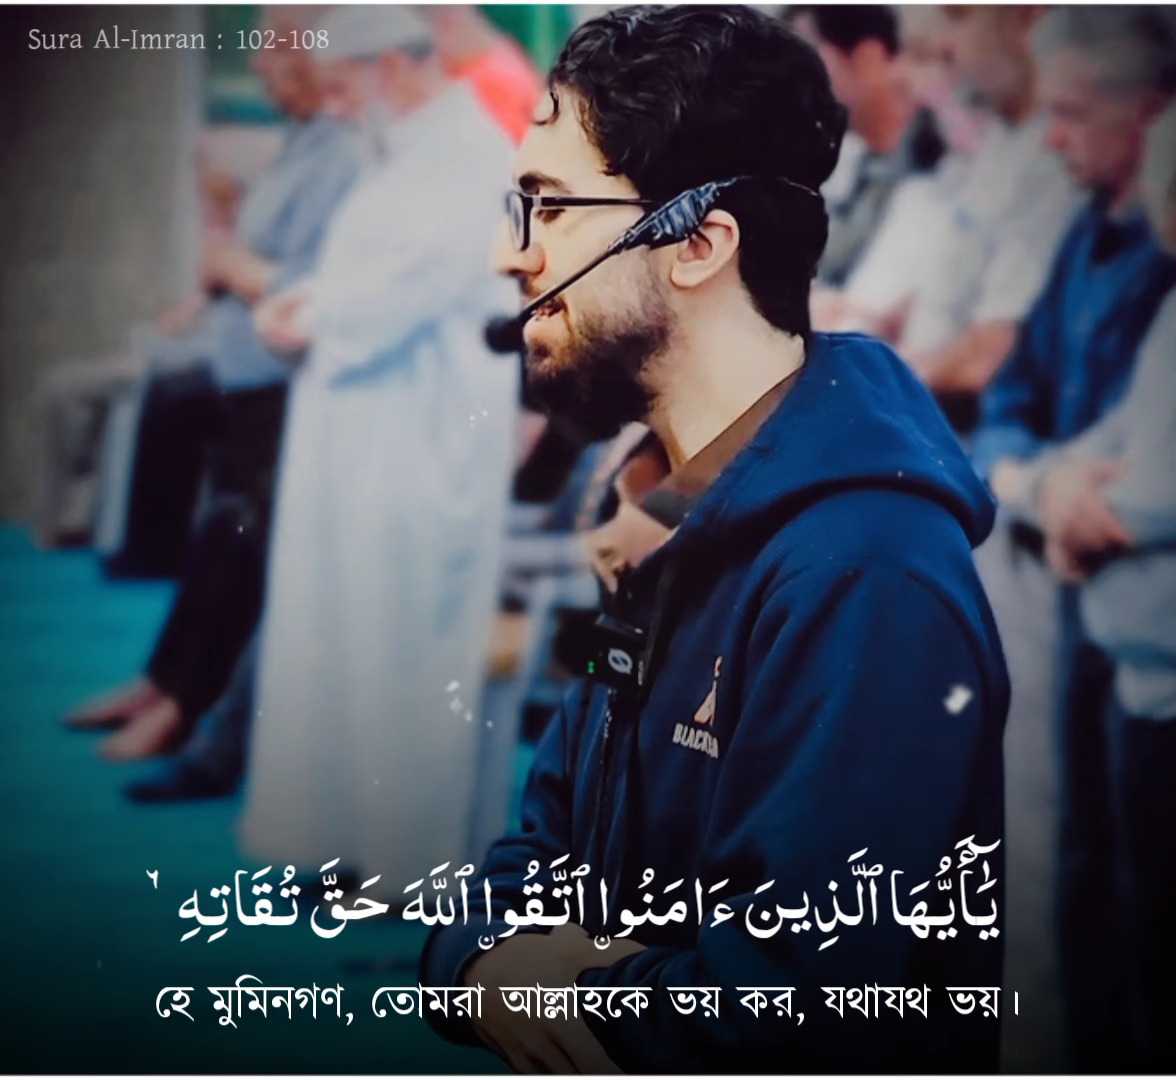 Sura Al-Imran : 102-108
يَٰٓأَيُّهَا ٱلَّذِينَ ءَامَنُوا۟ ٱتَّقُوا۟ ٱللَّهَ حَقَّ تُقَاتِهِۦ
হে মুমিনগণ, তোমরা আল্লাহকে ভয় কর, যথাযথ ভয়।